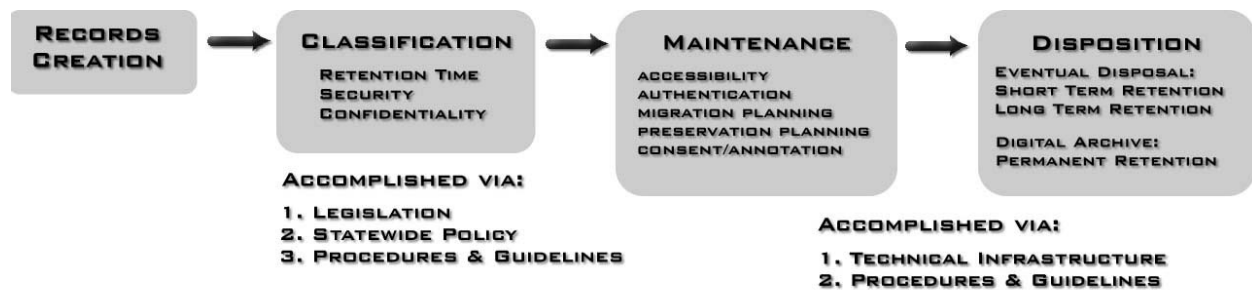 RECORDS
CREATION
CLASSIFICATION
RETENTION TIME
SECURITY
CONFIDENTIALITY
ACCOMPLISHED VIA:
1. LEGISLATION
2. STATEWIDE POLICY
3. PROCEDURES & GUIDELINES
MAINTENANCE
ACCESSIBILITY
AUTHENTICATION
MIGRATION PLANNING
PRESERVATION PLANNING
CONSENT/ANNOTATION
DISPOSITION
EVENTUAL DISPOSAL:
SHORT TERM RETENTION
LONG TERM RETENTION
DIGITAL ARCHIVE:
PERMANENT RETENTION
ACCOMPLISHED VIA:
1. TECHNICAL INFRASTRUCTURE
2. PROCEDURES & GUIDELINES